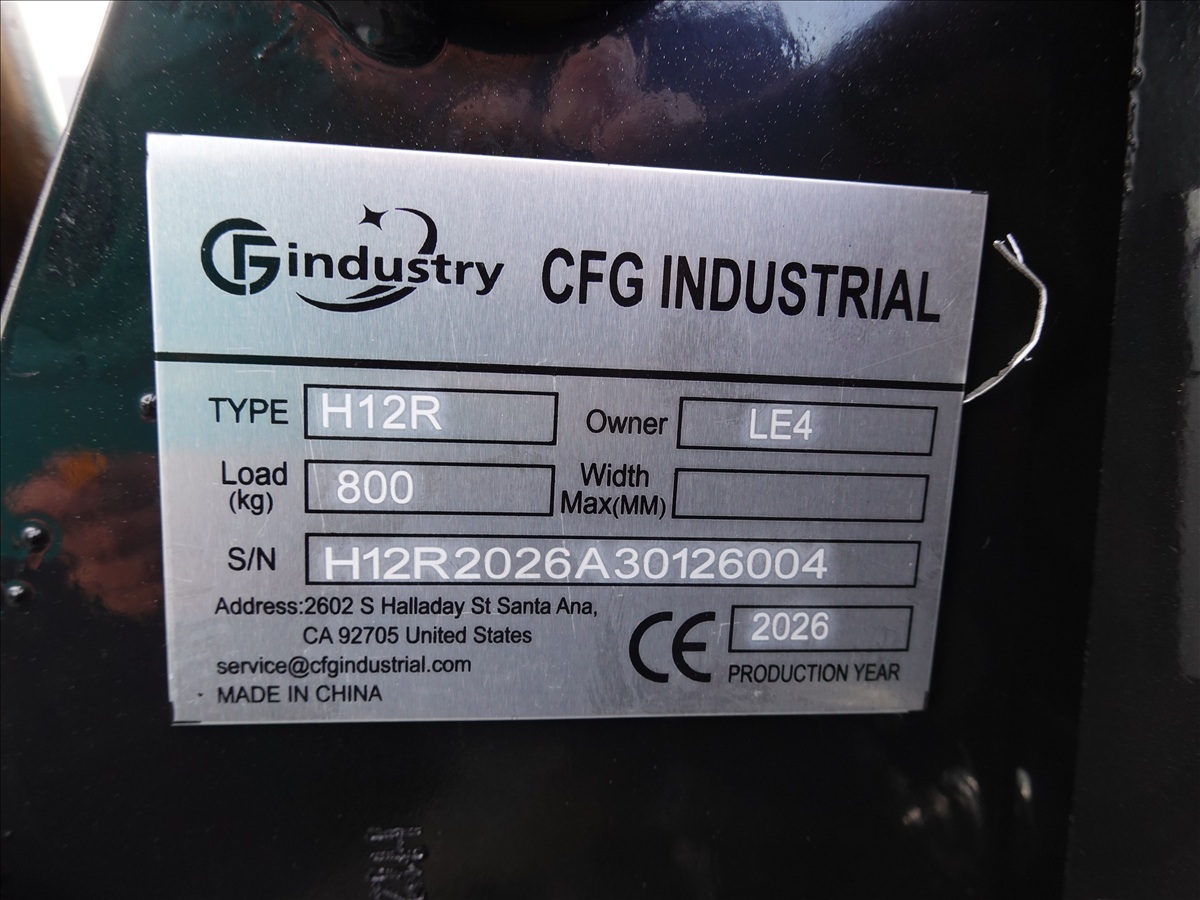 GFindustry CFG INDUSTRIAL
TYPE H12R Owner LE4
Load (kg) 800 Width Max(MM)
S/N H12R2026A30126004
Address:2602 S Halladay St Santa Ana,
CA 92705 United States
service@cfgindustrial.com
MADE IN CHINA
CE 2026
PRODUCTION YEAR